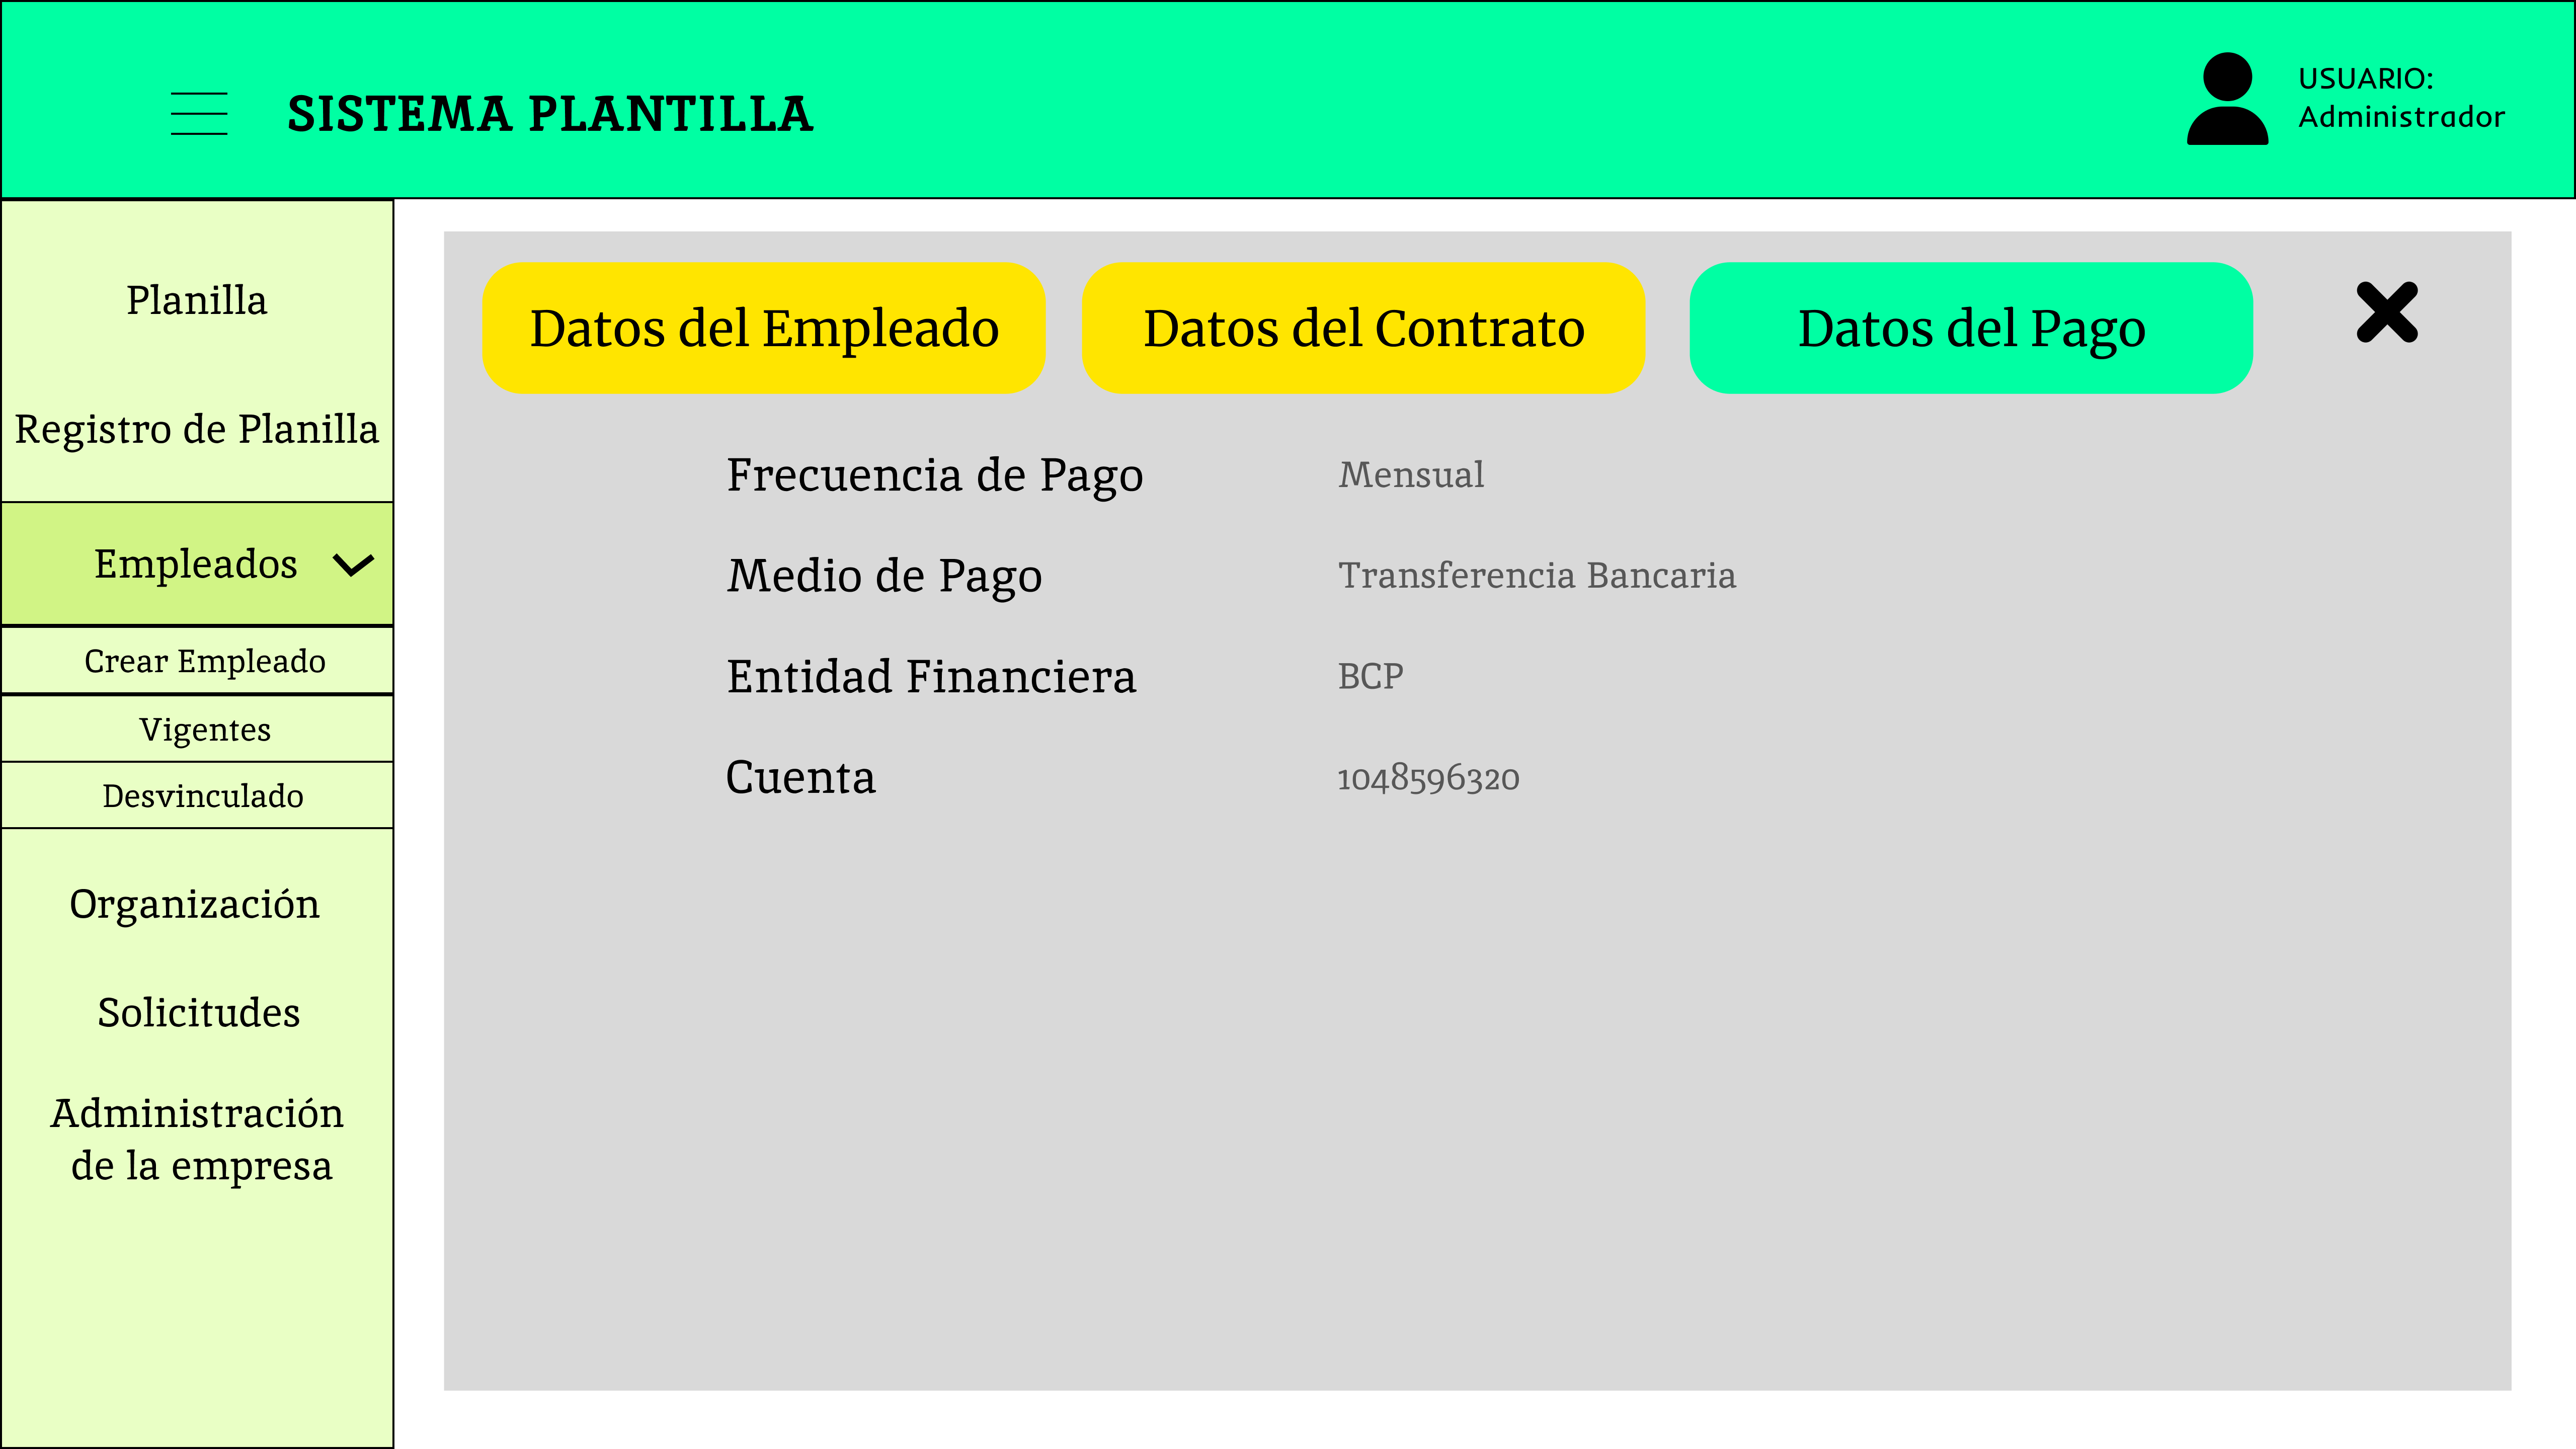 SISTEMA PLANTILLA
USUARIO:
Administrador
Planilla
Registro de Planilla
Empleados
Crear Empleado
Vigentes
Desvinculado
Organización
Solicitudes
Administración
de la empresa
Datos del Empleado
Datos del Contrato
Datos del Pago
Frecuencia de Pago Mensual
Medio de Pago Transferencia Bancaria
Entidad Financiera BCP
Cuenta 1048596320